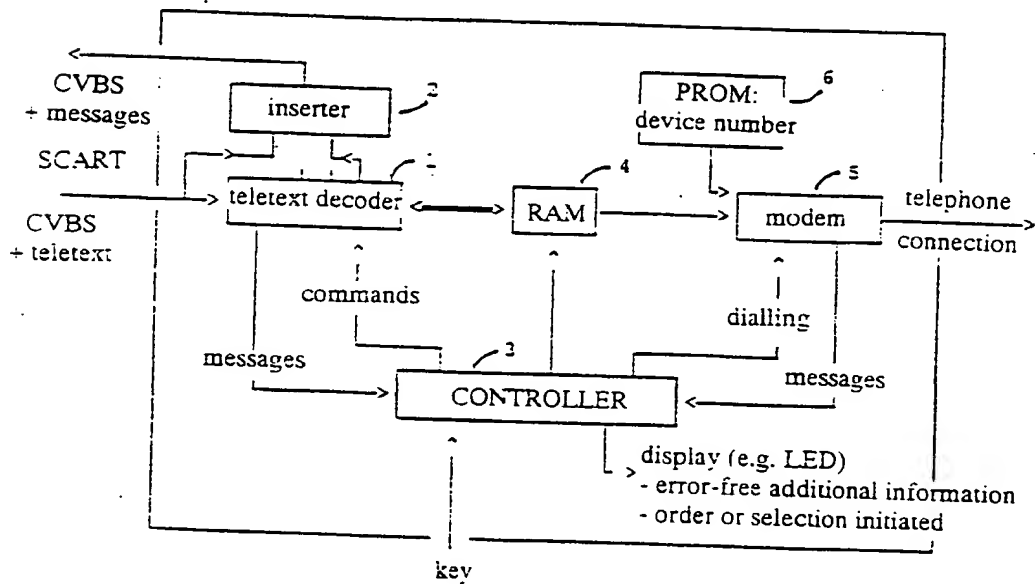 CVBS
+ messages
SCART
CVBS
+ teletext
inserter
2
1
teletext decoder
4
RAM
PROM:
device number
6
5
modem
telephone
connection
commands
dialling
messages
messages
3
CONTROLLER
display (e.g. LED)
- error-free additional information
- order or selection initiated
key